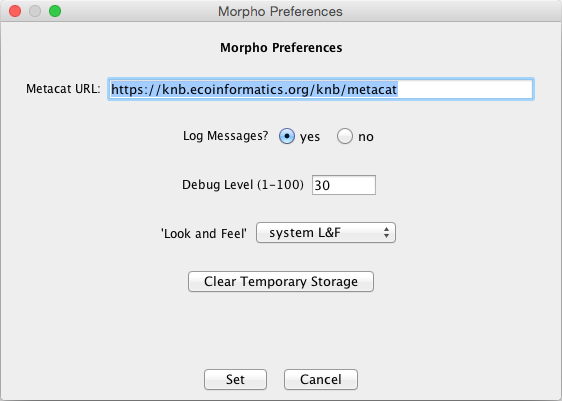 Morpho Preferences
Morpho Preferences
Metacat URL: https://knb.ecoinformatics.org/knb/metacat
Log Messages? yes no
Debug Level (1-100) 30
'Look and Feel' system L&F
Clear Temporary Storage
Set Cancel